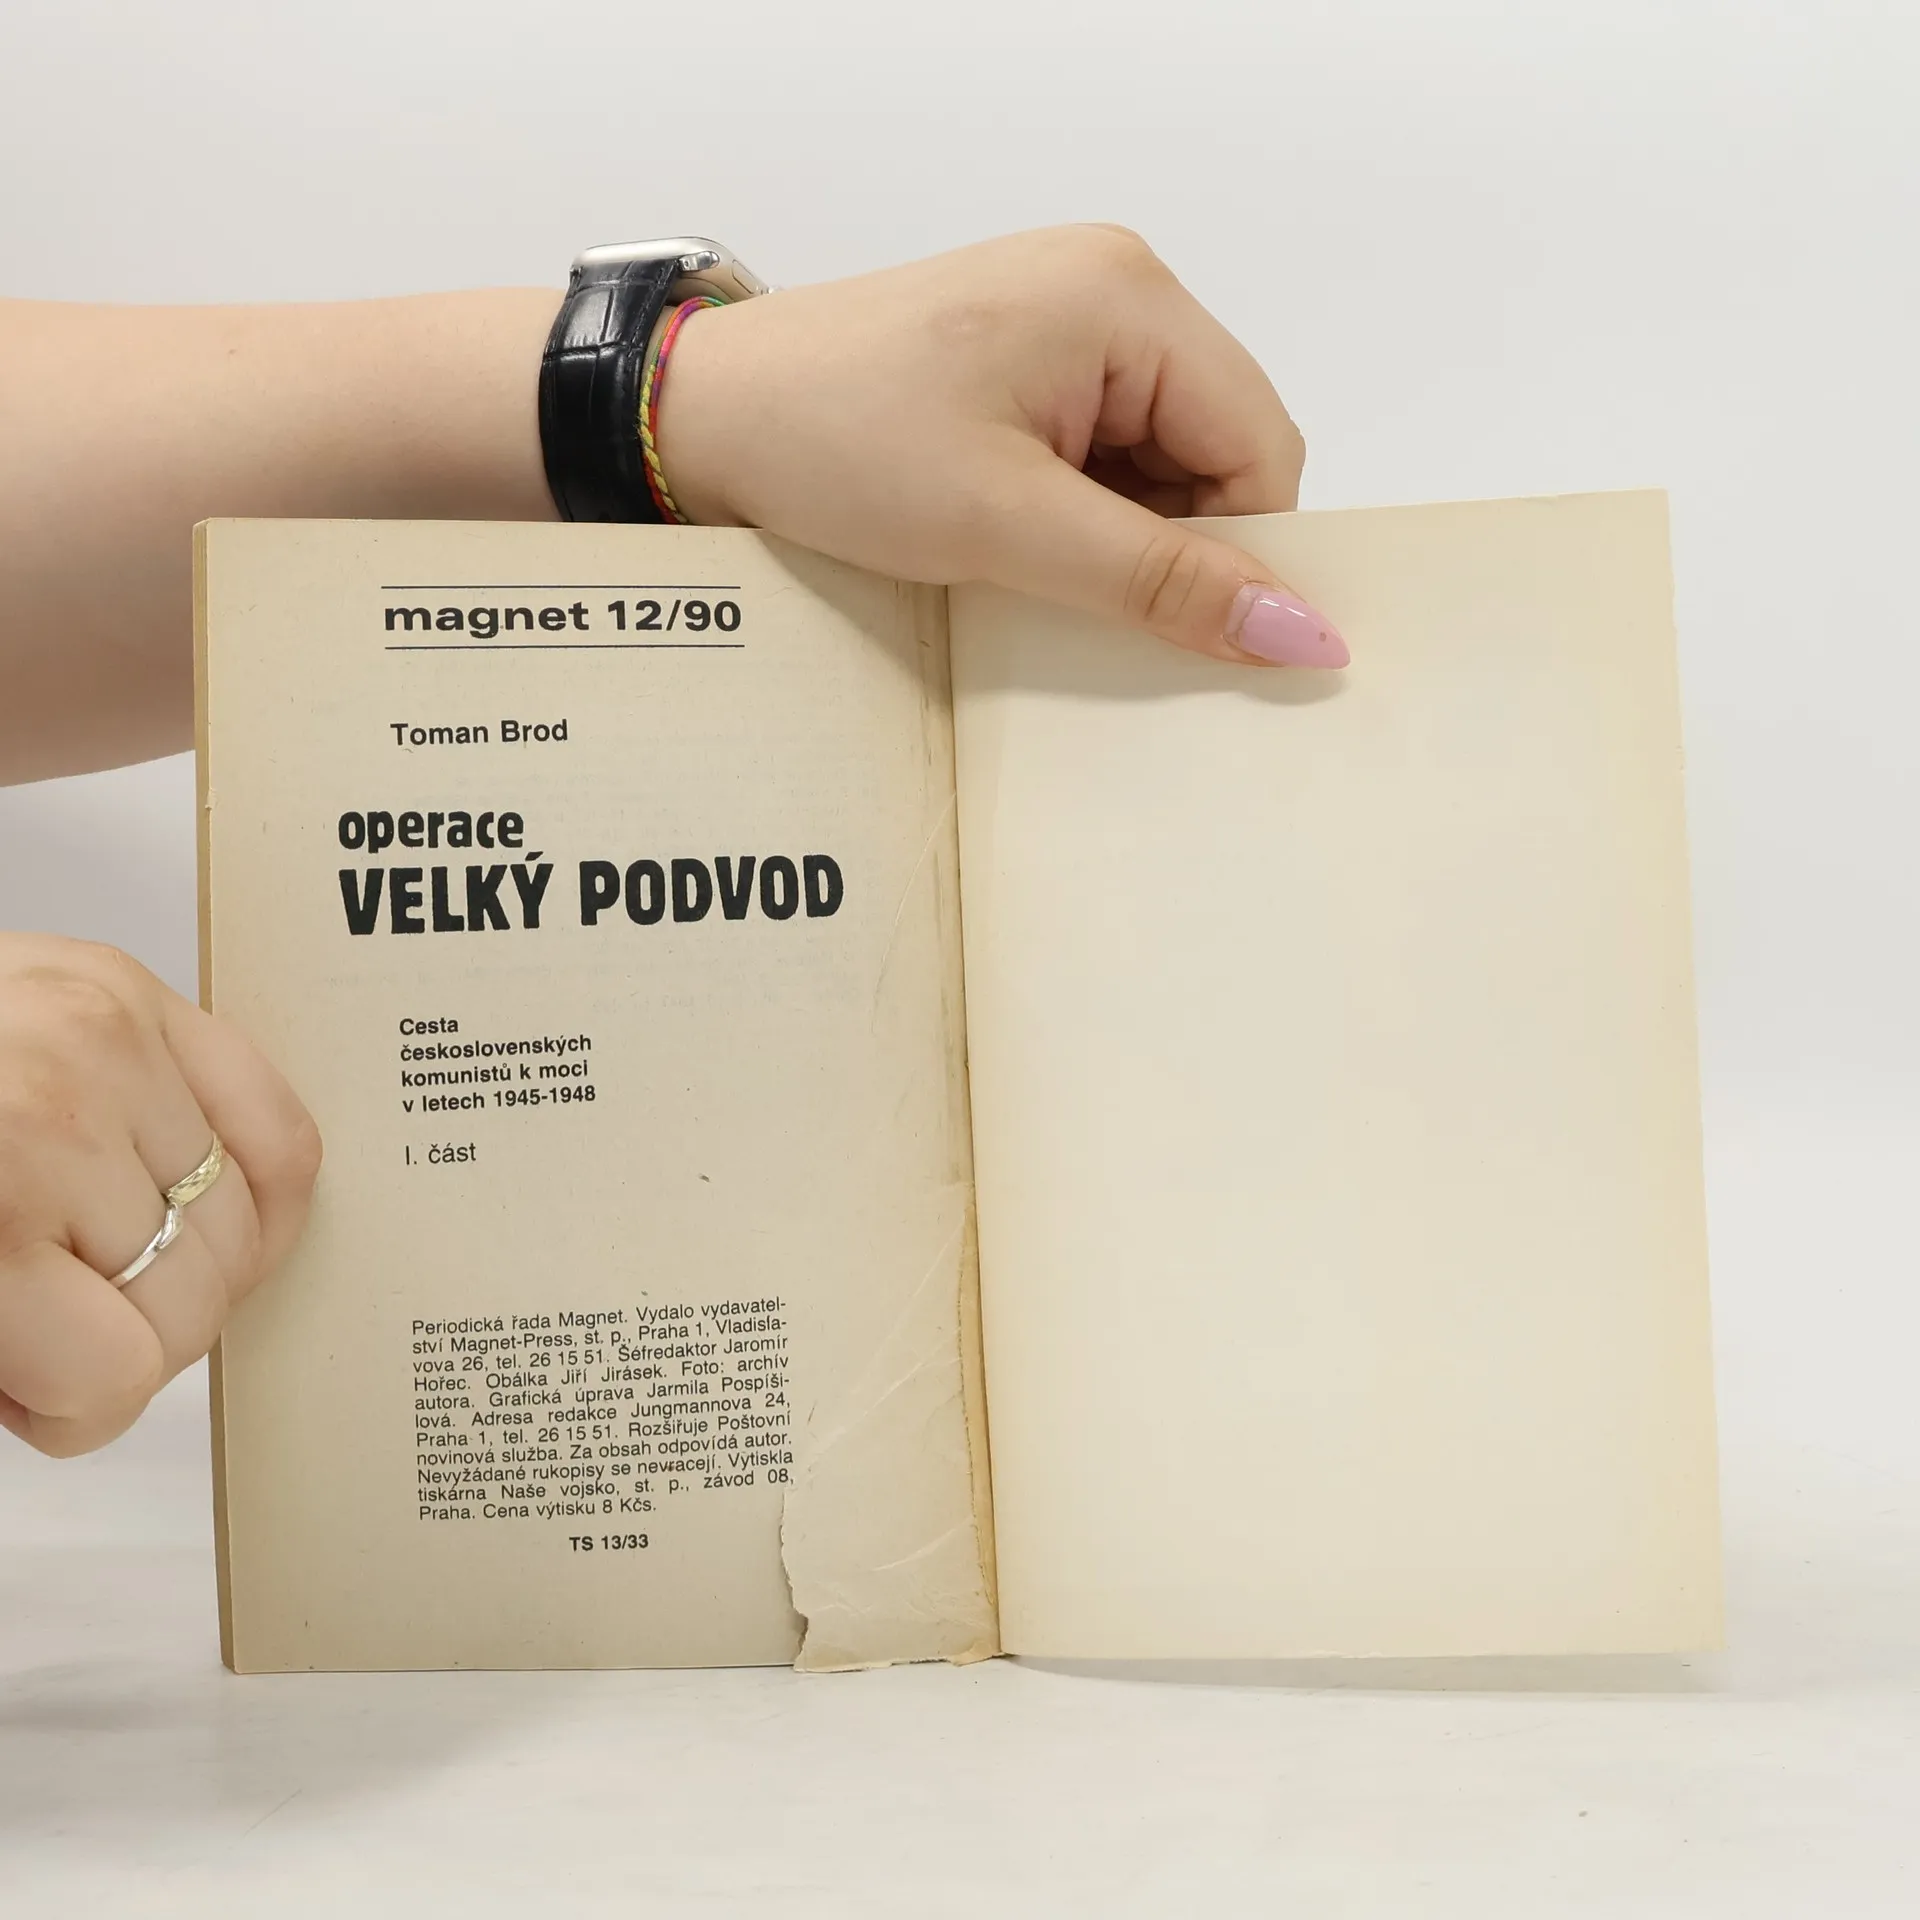 magnet 12/90
Toman Brod
operace
VELKÝ PODVOD
Cesta
československých
komunistů k moci
v letech 1945-1948
I. část
Periodická řada Magnet. Vydalo vydavatel-
ství Magnet-Press, st. p., Praha 1, Vladisla-
vova 26, tel. 26 15 51. Šéfredaktor Jaromír
Hořec. Obálka Jiří Jirásek. Foto: archív
autora. Grafická úprava Jarmila Pospíši-
lová. Adresa redakce Jungmannova 24,
Praha 1, tel. 26 15 51. Rozšiřuje Poštovní
novinová služba. Za obsah odpovídá autor.
Nevyžádané rukopisy se nevracejí. Vytiskla
tiskárna Naše vojsko, st. p., závod 08,
Praha. Cena výtisku 8 Kčs.
TS 13/33